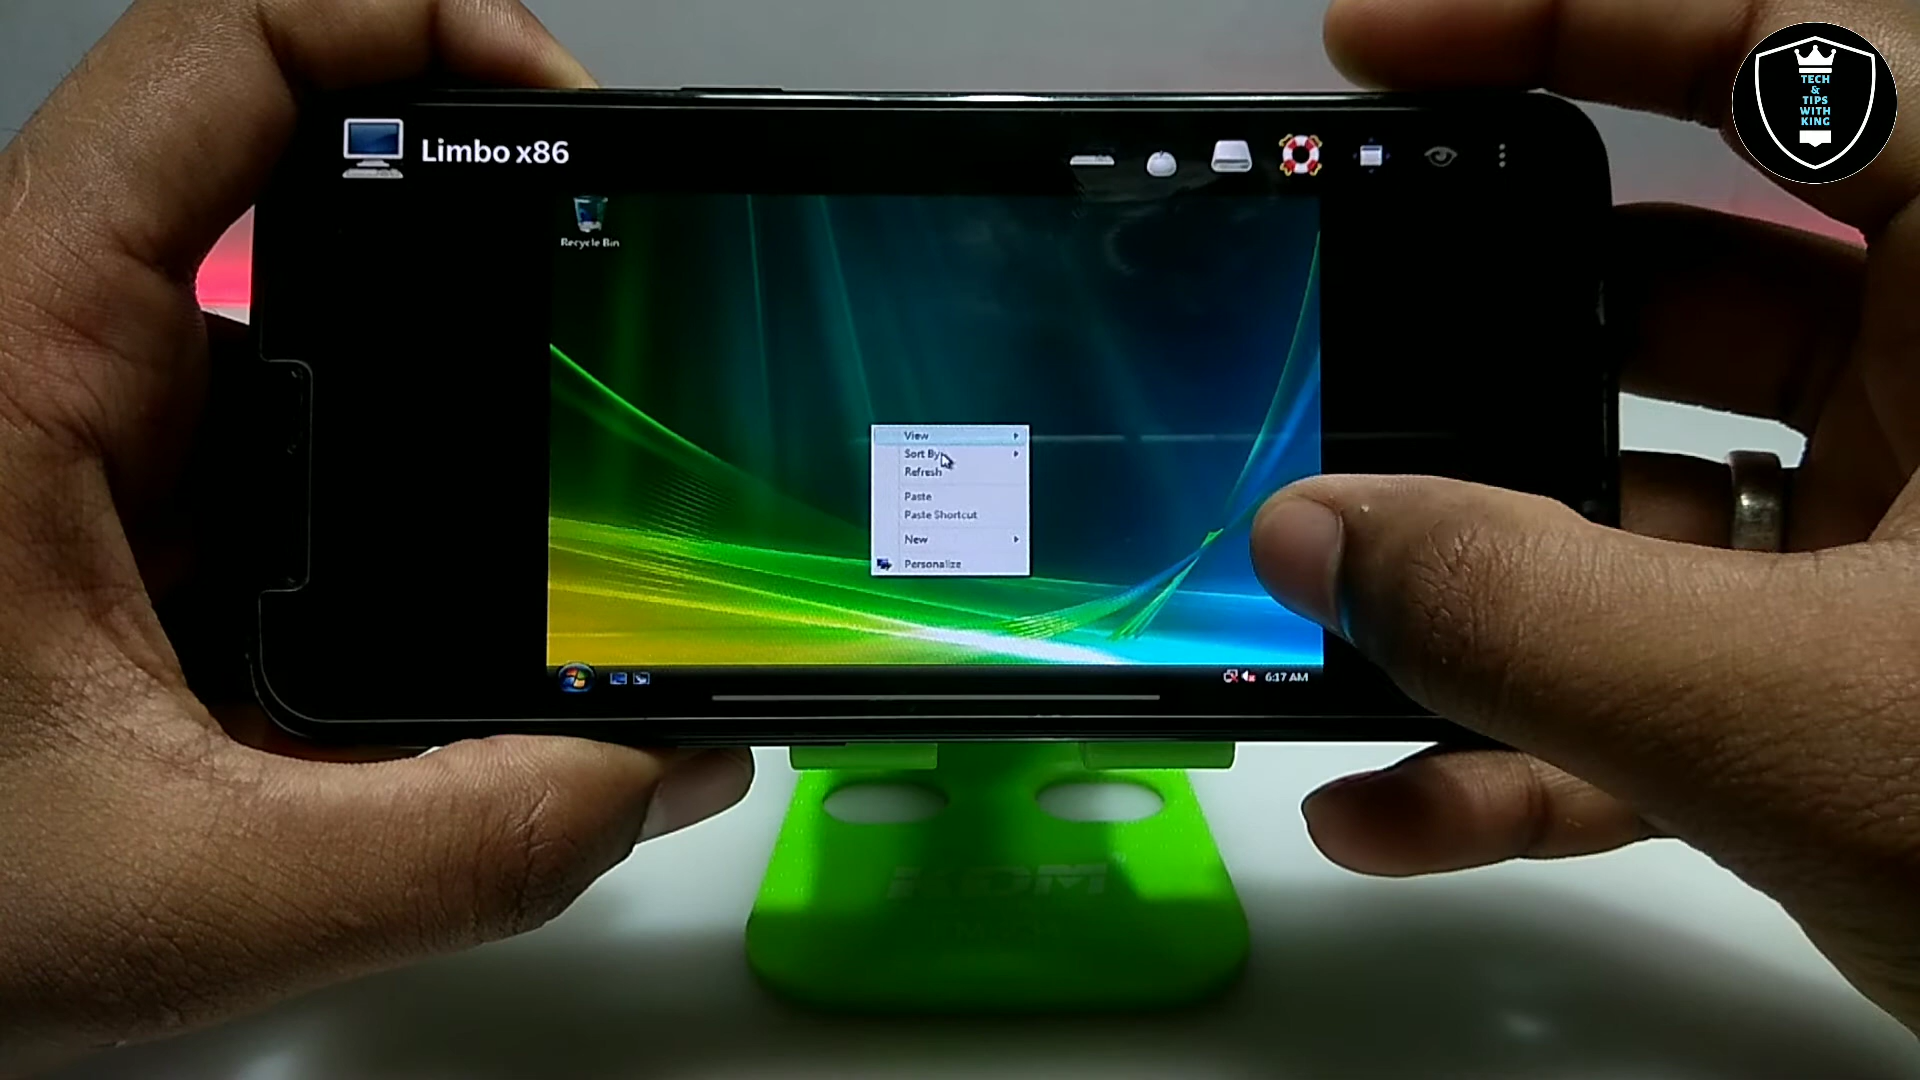 Limbo x86
TECH
&
TIPS
WITH
KING
Recycle Bin
View
Sort By
Refresh
Paste
Paste Shortcut
New
Personalize
6:17 AM
KDM